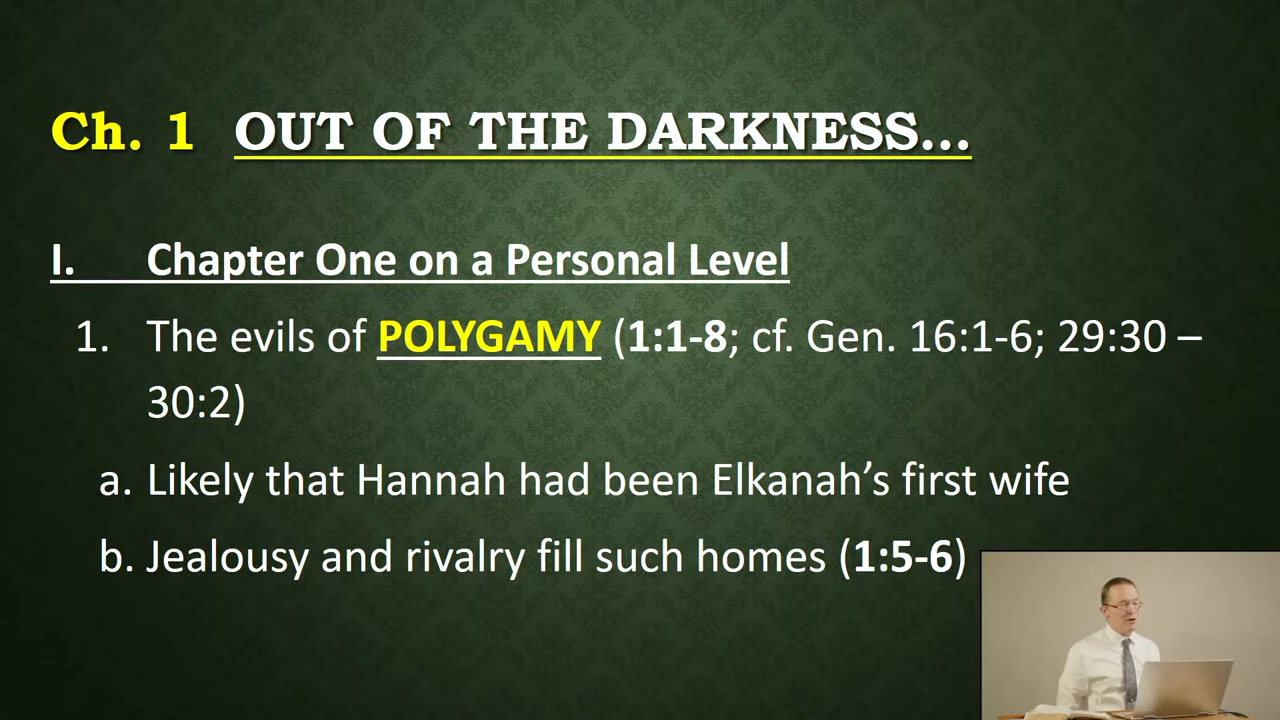 Ch. 1 OUT OF THE DARKNESS...
I. Chapter One on a Personal Level
1. The evils of POLYGAMY (1:1-8; cf. Gen. 16:1-6; 29:30 –
30:2)
a. Likely that Hannah had been Elkanah’s first wife
b. Jealousy and rivalry fill such homes (1:5-6)